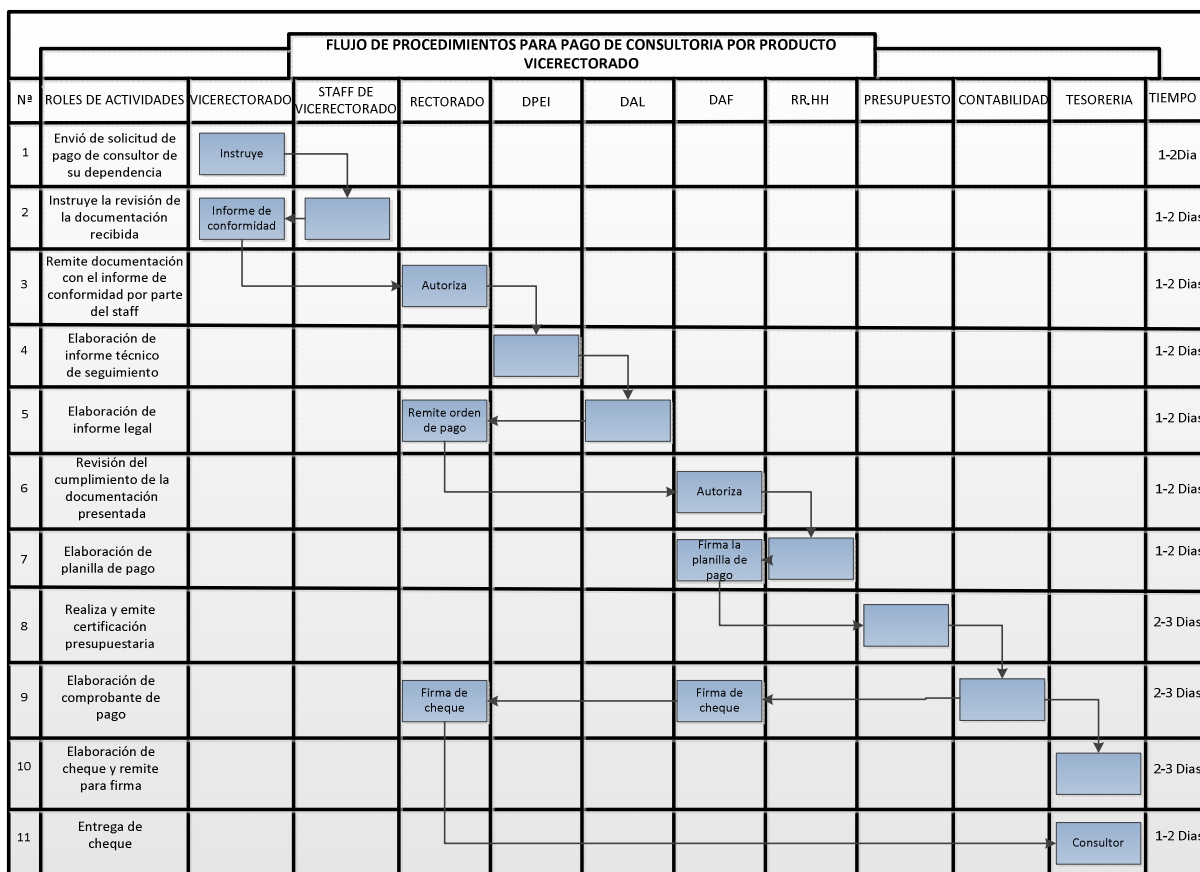 FLUJO DE PROCEDIMIENTOS PARA PAGO DE CONSULTORIA POR PRODUCTO
VICERECTORADO
Nª
ROLES DE ACTIVIDADES
VICERECTORADO
STAFF DE
VICERECTORADO
RECTORADO
DPEI
DAL
DAF
RR.HH
PRESUPUESTO
CONTABILIDAD
TESORERIA
TIEMPO
1
Envió de solicitud de
pago de consultor de
su dependencia
Instruye
1-2Dia
2
Instruye la revisión de
la documentación
recibida
Informe de
conformidad
1-2 Dias
3
Remite documentación
con el informe de
conformidad por parte
del staff
Autoriza
1-2 Dias
4
Elaboración de
informe técnico
de seguimiento
1-2 Dias
5
Elaboración de
informe legal
Remite orden
de pago
1-2 Dias
6
Revisión del
cumplimiento de la
documentación
presentada
Autoriza
1-2 Dias
7
Elaboración de
planilla de pago
Firma la
planilla de
pago
1-2 Dias
8
Realiza y emite
certificación
presupuestaria
2-3 Dias
9
Elaboración de
comprobante de
pago
Firma de
cheque
Firma de
cheque
2-3 Dias
10
Elaboración de
cheque y remite
para firma
2-3 Dias
11
Entrega de
cheque
Consultor
1-2 Dias